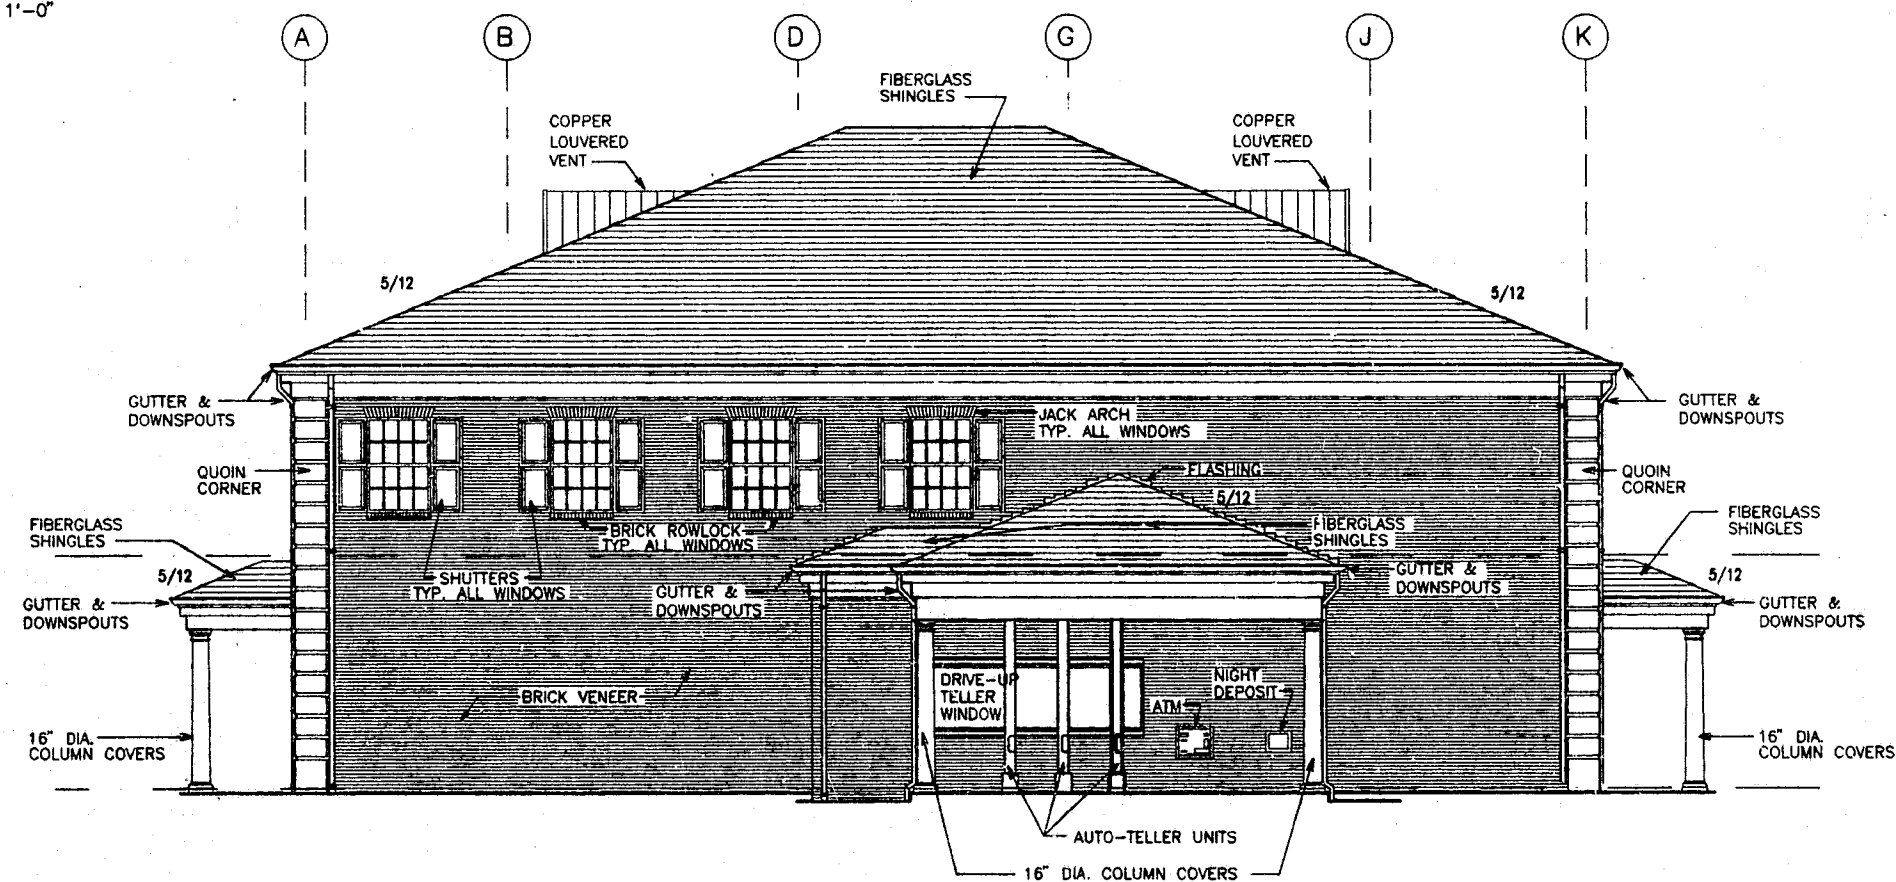 1'-0"
A
B
D
G
J
K
FIBERGLASS
SHINGLES
COPPER
LOUVERED
VENT
COPPER
LOUVERED
VENT
5/12
5/12
GUTTER &
DOWNSPOUTS
JACK ARCH
TYP. ALL WINDOWS
GUTTER &
DOWNSPOUTS
QUOIN
CORNER
FLASHING
QUOIN
CORNER
5/12
FIBERGLASS
SHINGLES
BRICK ROWLOCK
TYP. ALL WINDOWS
FIBERGLASS
SHINGLES
FIBERGLASS
SHINGLES
5/12
SHUTTERS
TYP. ALL WINDOWS
GUTTER &
DOWNSPOUTS
GUTTER &
DOWNSPOUTS
5/12
GUTTER &
DOWNSPOUTS
GUTTER &
DOWNSPOUTS
BRICK VENEER
DRIVE-UP
TELLER
WINDOW
NIGHT
DEPOSIT
ATM
16" DIA.
COLUMN COVERS
16" DIA.
COLUMN COVERS
AUTO-TELLER UNITS
16" DIA. COLUMN COVERS